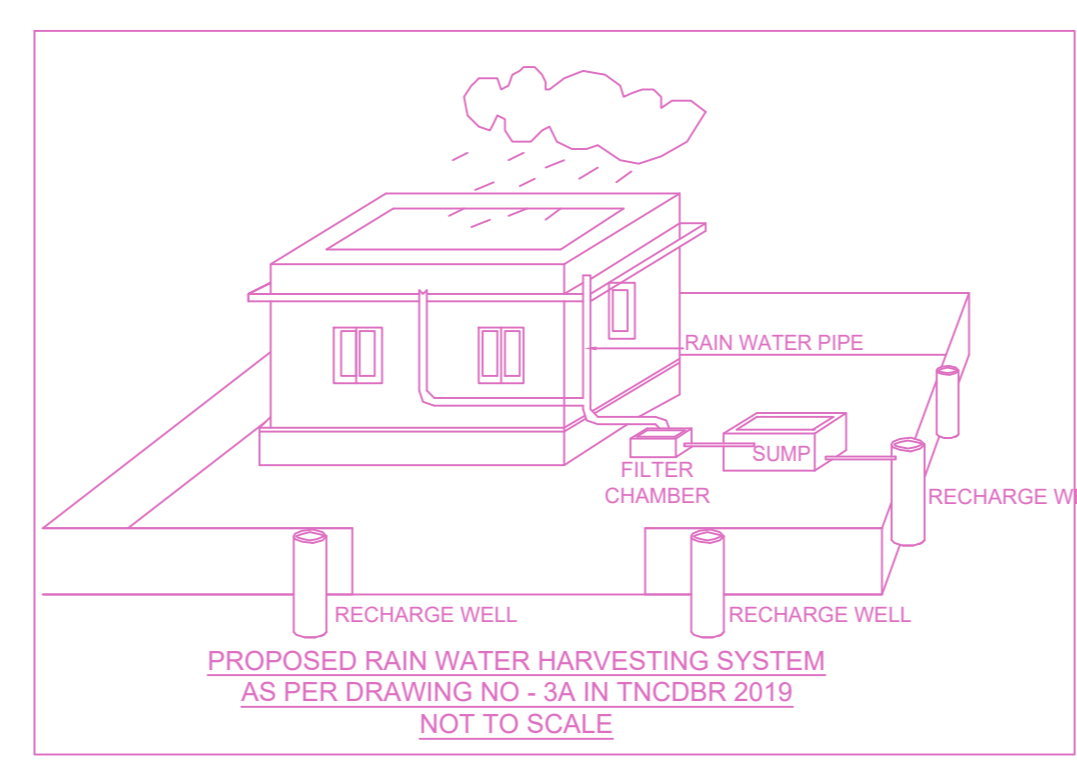 RAIN WATER PIPE
SUMP
FILTER
CHAMBER
RECHARGE
RECHARGE WELL
RECHARGE WELL
PROPOSED RAIN WATER HARVESTING SYSTEM
AS PER DRAWING NO - 3A IN TNCDBR 2019
NOT TO SCALE